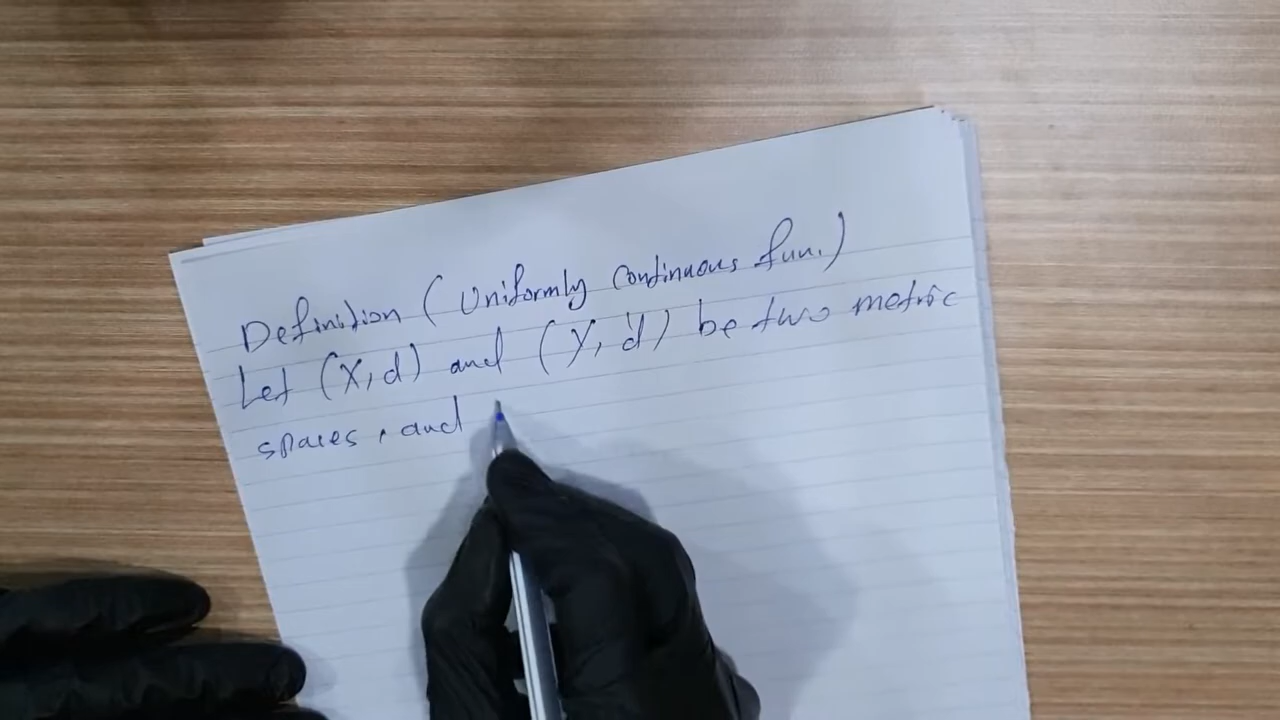 Definition ( Uniformly Continuous fun.)
Let (X, d) and (Y, d') be two metric
spaces, and